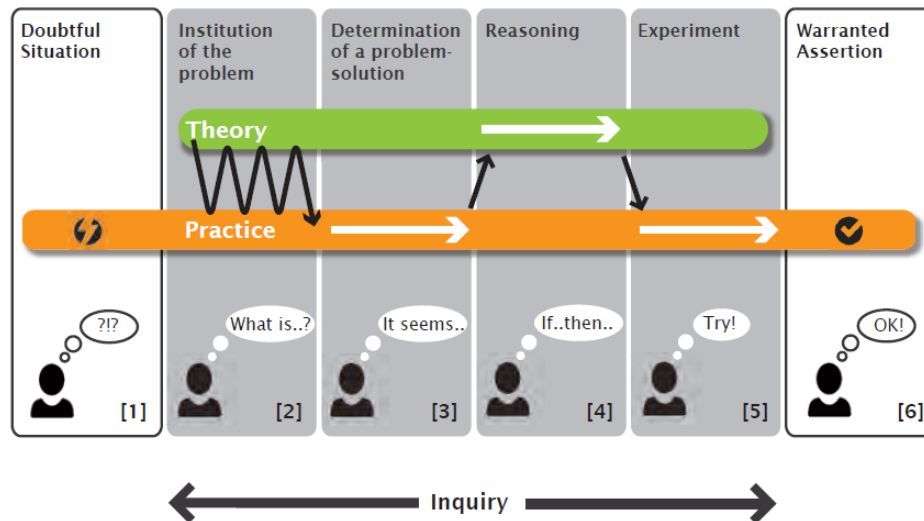 Doubtful
Situation
Institution
of the
problem
Determination
of a problem-
solution
Reasoning
Experiment
Warranted
Assertion
Theory
Practice
?!?
What is..?
It seems..
If..then..
Try!
OK!
[1]
[2]
[3]
[4]
[5]
[6]
Inquiry